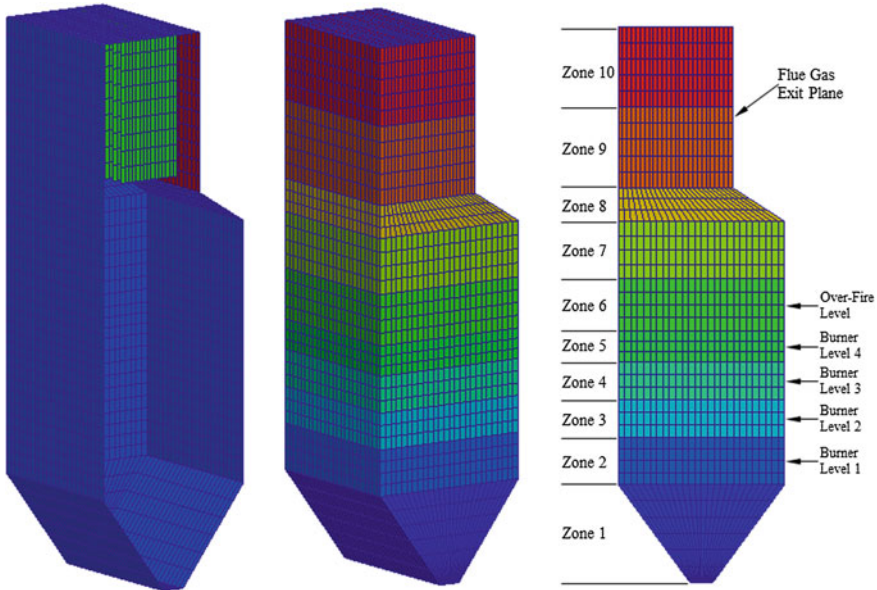 Zone 10
Flue Gas
Exit Plane
Zone 9
Zone 8
Zone 7
Zone 6
Over-Fire
Level
Zone 5
Burner
Level 4
Zone 4
Burner
Level 3
Zone 3
Burner
Level 2
Zone 2
Burner
Level 1
Zone 1